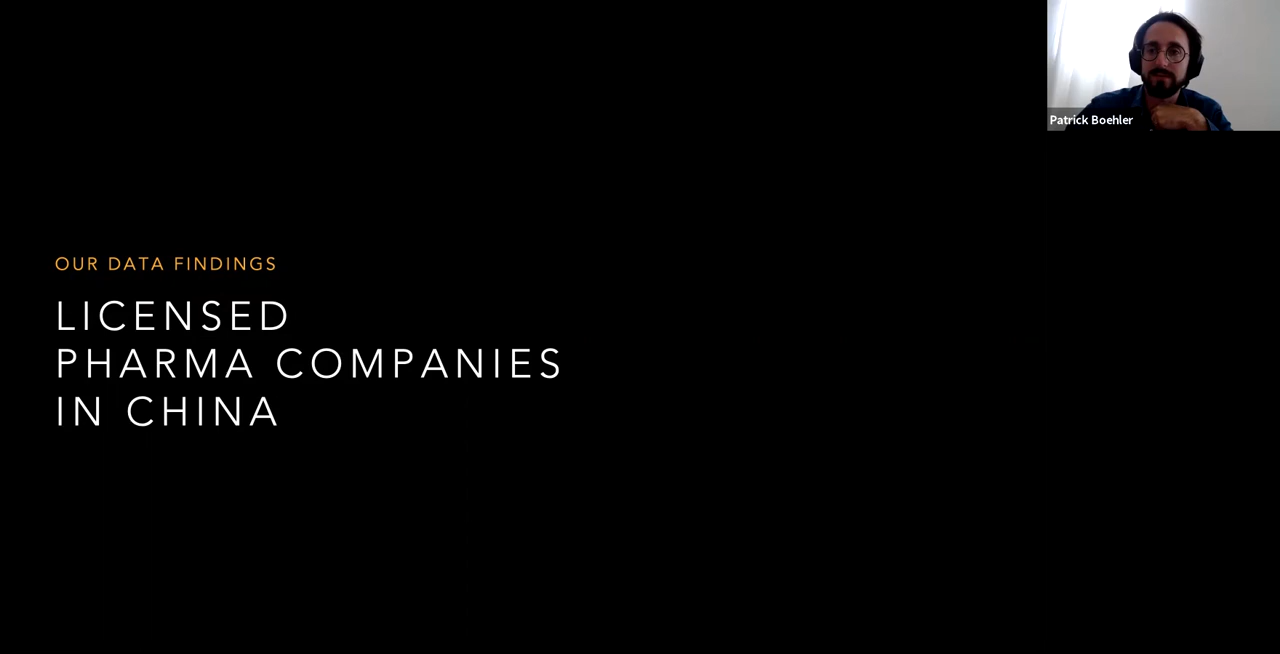 Patrick Boehler
OUR DATA FINDINGS
LICENSED
PHARMA COMPANIES
IN CHINA